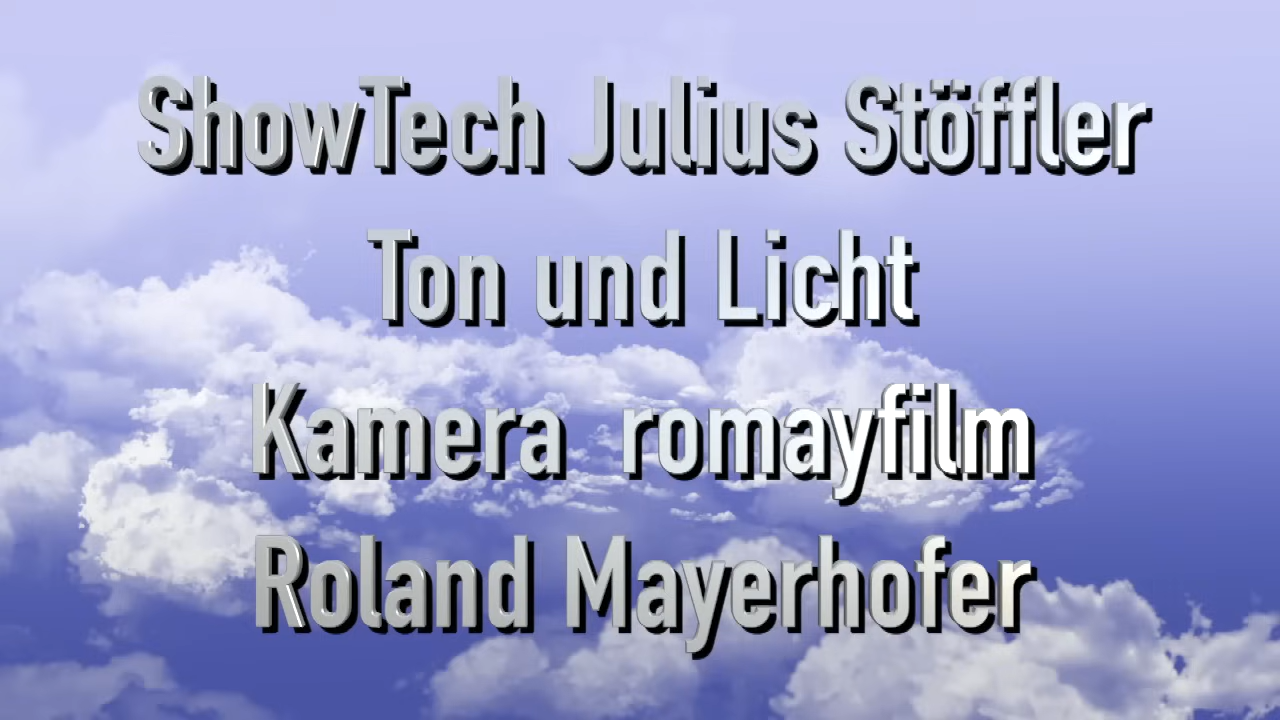 ShowTech Julius Stöffler
Ton und Licht
Kamera romayfilm
Roland Mayerhofer